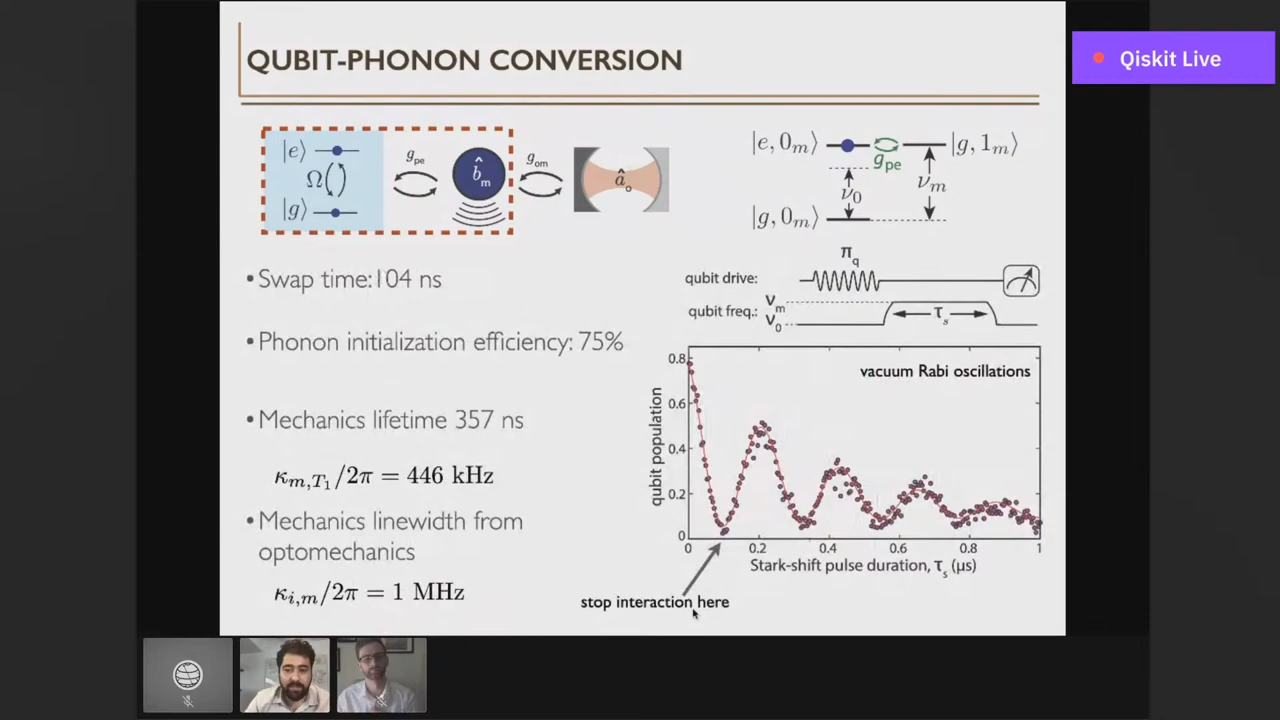 Qiskit Live
QUBIT-PHONON CONVERSION
|e⟩
Ω
|g⟩
g_pe
b̂_m
g_om
â_o
|e, 0_m⟩
g_pe
|g, 1_m⟩
ν_0
ν_m
|g, 0_m⟩
•Swap time:104 ns
•Phonon initialization efficiency: 75%
•Mechanics lifetime 357 ns
κ_{m,T_1}/2π = 446 kHz
•Mechanics linewidth from
optomechanics
κ_{i,m}/2π = 1 MHz
π_q
qubit drive:
qubit freq.:
ν_m
ν_0
τ_s
vacuum Rabi oscillations
qubit population
0.8
0.6
0.4
0.2
0
0 0.2 0.4 0.6 0.8 1
Stark-shift pulse duration, τ_s (μs)
stop interaction here